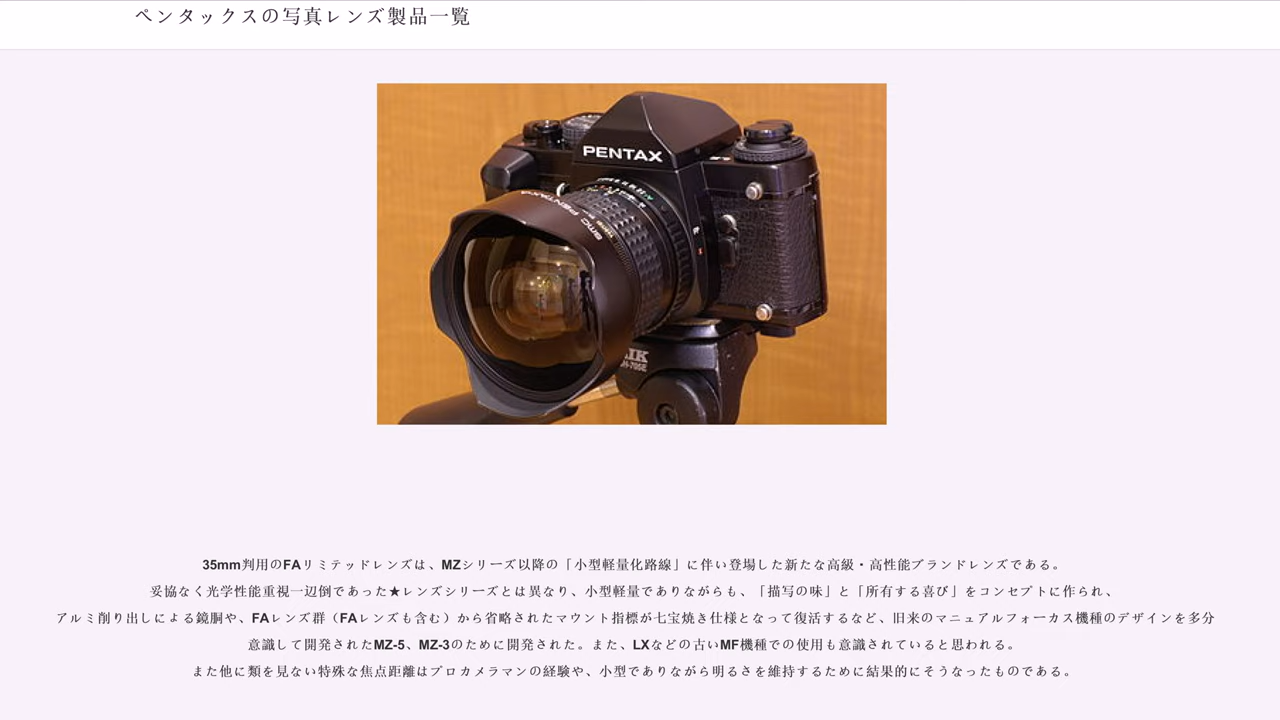 ペンタックスの写真レンズ製品一覧
PENTAX
smc PENTAX-A
35mm判用のFAリミテッドレンズは、MZシリーズ以降の「小型軽量化路線」に伴い登場した新たな高級・高性能ブランドレンズである。
妥協なく光学性能重視一辺倒であった★レンズシリーズとは異なり、小型軽量でありながらも、「描写の味」と「所有する喜び」をコンセプトに作られ、
アルミ削り出しによる鏡胴や、FAレンズ群（FAレンズも含む）から省略されたマウント指標が七宝焼き仕様となって復活するなど、旧来のマニュアルフォーカス機種のデザインを多分
意識して開発されたMZ-5、MZ-3のために開発された。また、LXなどの古いMF機種での使用も意識されていると思われる。
また他に類を見ない特殊な焦点距離はプロカメラマンの経験や、小型でありながら明るさを維持するために結果的にそうなったものである。